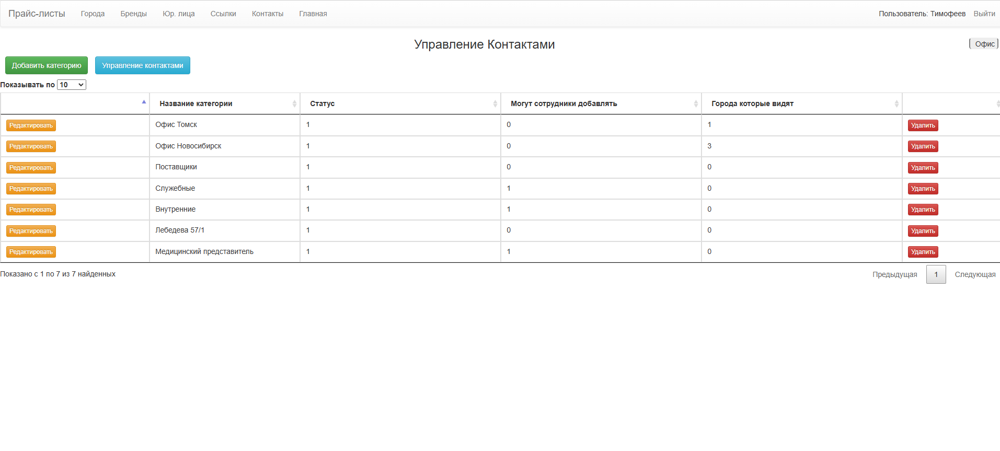 Прайс-листы Города Бренды Юр. лица Ссылки Контакты Главная Пользователь: Тимофеев Выйти
Управление Контактами Офис
Добавить категорию Управление контактами
Показывать по 10
Название категории Статус Могут сотрудники добавлять Города которые видят
Редактировать Офис Томск 1 0 1 Удалить
Редактировать Офис Новосибирск 1 0 3 Удалить
Редактировать Поставщики 1 0 0 Удалить
Редактировать Служебные 1 1 0 Удалить
Редактировать Внутренние 1 1 0 Удалить
Редактировать Лебедева 57/1 1 0 0 Удалить
Редактировать Медицинский представитель 1 1 0 Удалить
Показано с 1 по 7 из 7 найденных Предыдущая 1 Следующая